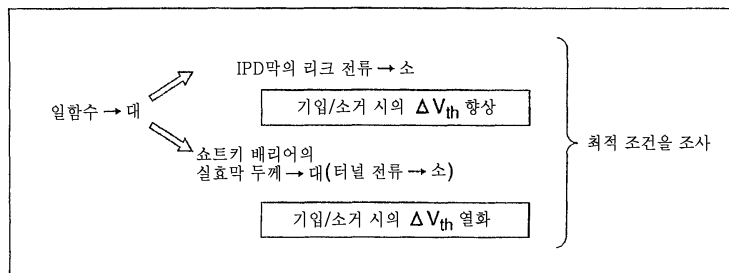 IPD막의 리크 전류 → 소
일함수 → 대
기입/소거 시의 ΔVth 향상
최적 조건을 조사
쇼트키 배리어의
실효막 두께 → 대(터널 전류 → 소)
기입/소거 시의 ΔVth 열화